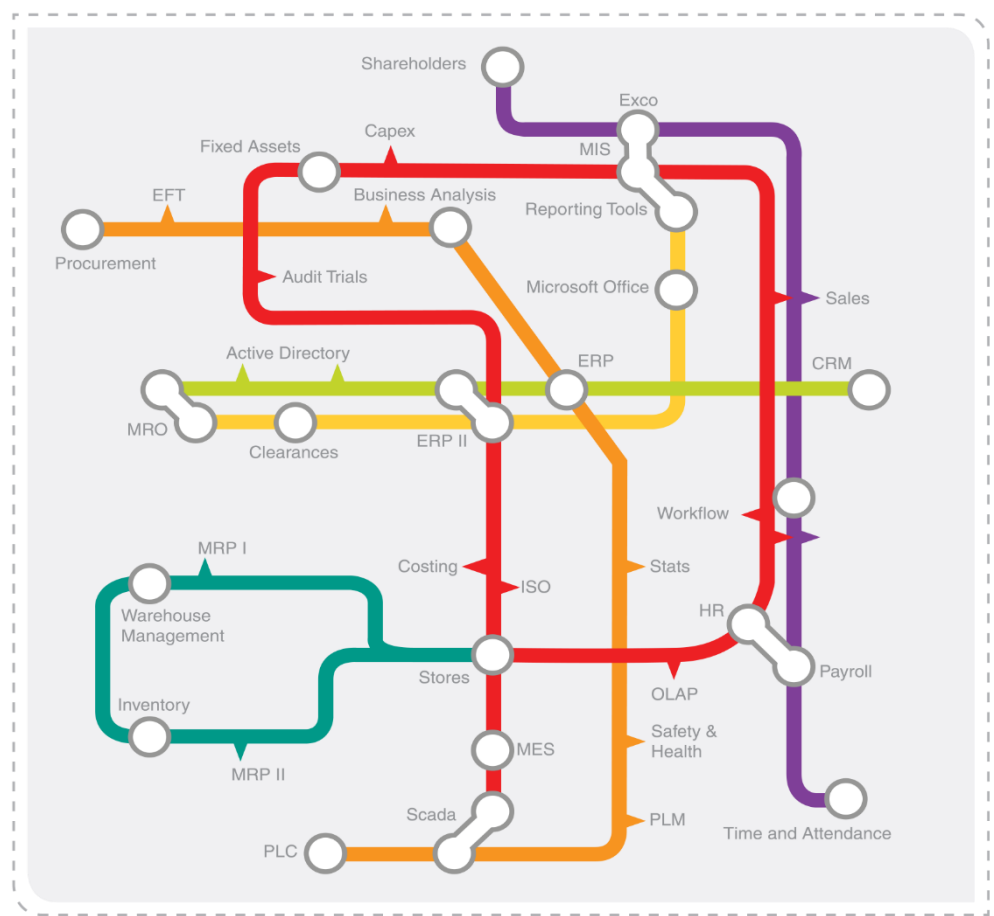 Shareholders
Exco
Capex
Fixed Assets
MIS
EFT
Business Analysis
Reporting Tools
Procurement
Audit Trials
Microsoft Office
Sales
Active Directory
ERP
CRM
MRO
ERP II
Clearances
Workflow
MRP I
Costing
Stats
ISO
HR
Warehouse
Management
Stores
Payroll
OLAP
Inventory
Safety &
Health
MES
MRP II
Scada
PLM
Time and Attendance
PLC